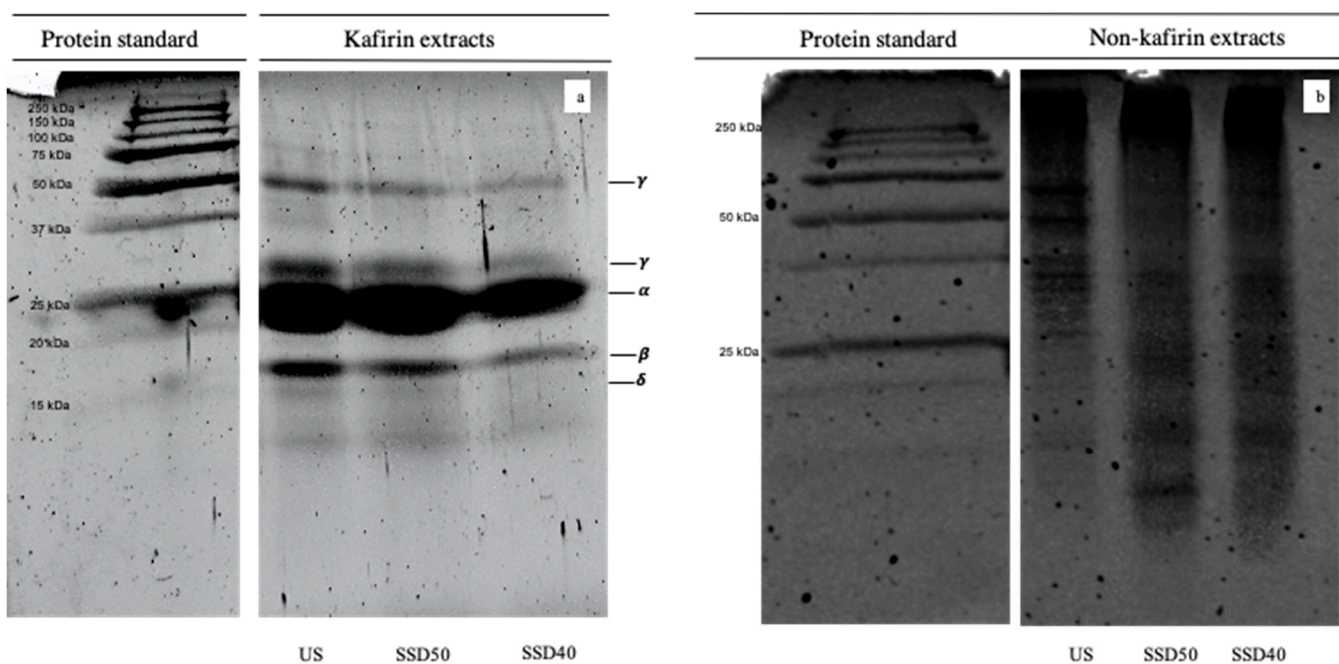 Protein standard
Kafirin extracts
a
250 kDa
150 kDa
100 kDa
75 kDa
50 kDa
37 kDa
25 kDa
20 kDa
15 kDa
γ
γ
α
β
δ
US SSD50 SSD40
Protein standard
Non-kafirin extracts
b
250 kDa
50 kDa
25 kDa
US SSD50 SSD40